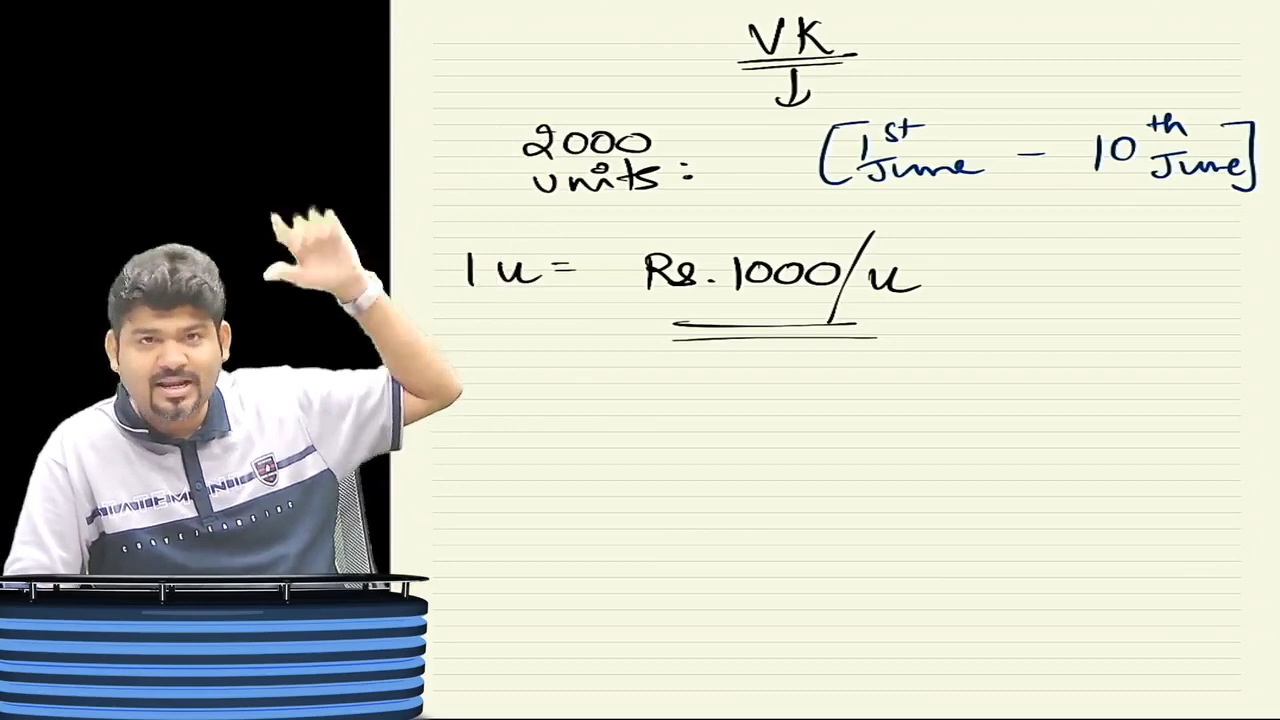 VK
2000
units : [1st June - 10th June]
1 u = Rs. 1000/u